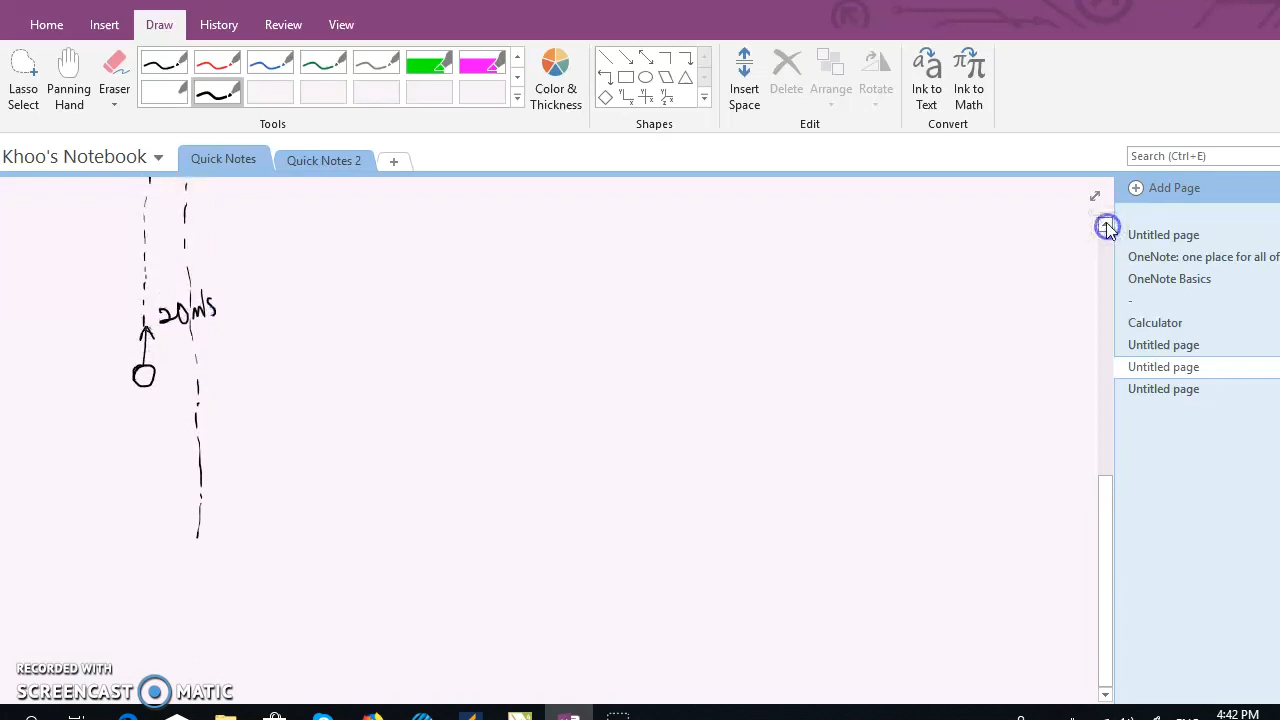 Home Insert Draw History Review View
Lasso Select
Panning Hand
Eraser
Color & Thickness
Insert Space
Delete
Arrange
Rotate
Ink to Text
Ink to Math
Tools
Shapes
Edit
Convert
Khoo's Notebook
Quick Notes
Quick Notes 2
Search (Ctrl+E)
Add Page
Untitled page
OneNote: one place for all of
OneNote Basics
-
Calculator
Untitled page
Untitled page
Untitled page
20 m/s
RECORDED WITH
SCREENCAST MATIC
4:42 PM